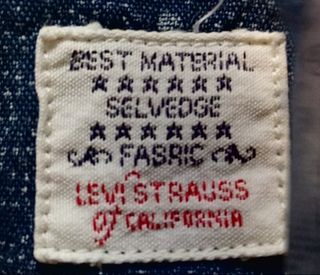 BEST MATERIAL
★★★★★★
SELVEDGE
★★★★★★
FABRIC
LEVI STRAUSS
of CALIFORNIA